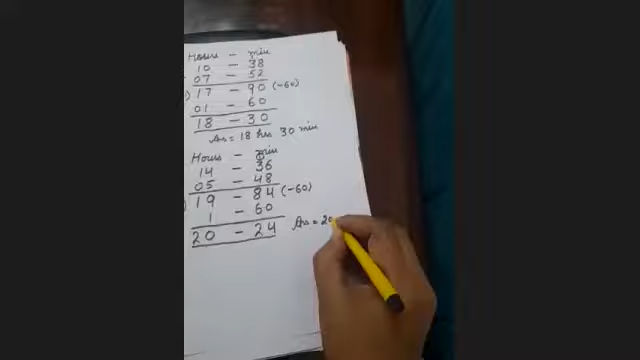 Hours - min
10 - 38
07 - 52
17 - 90 (-60)
01 - 60
18 - 30
As = 18 hrs 30 min
Hours - min
14 - 36
05 - 48
19 - 84 (-60)
1 - 60
20 - 24
Ans = 20